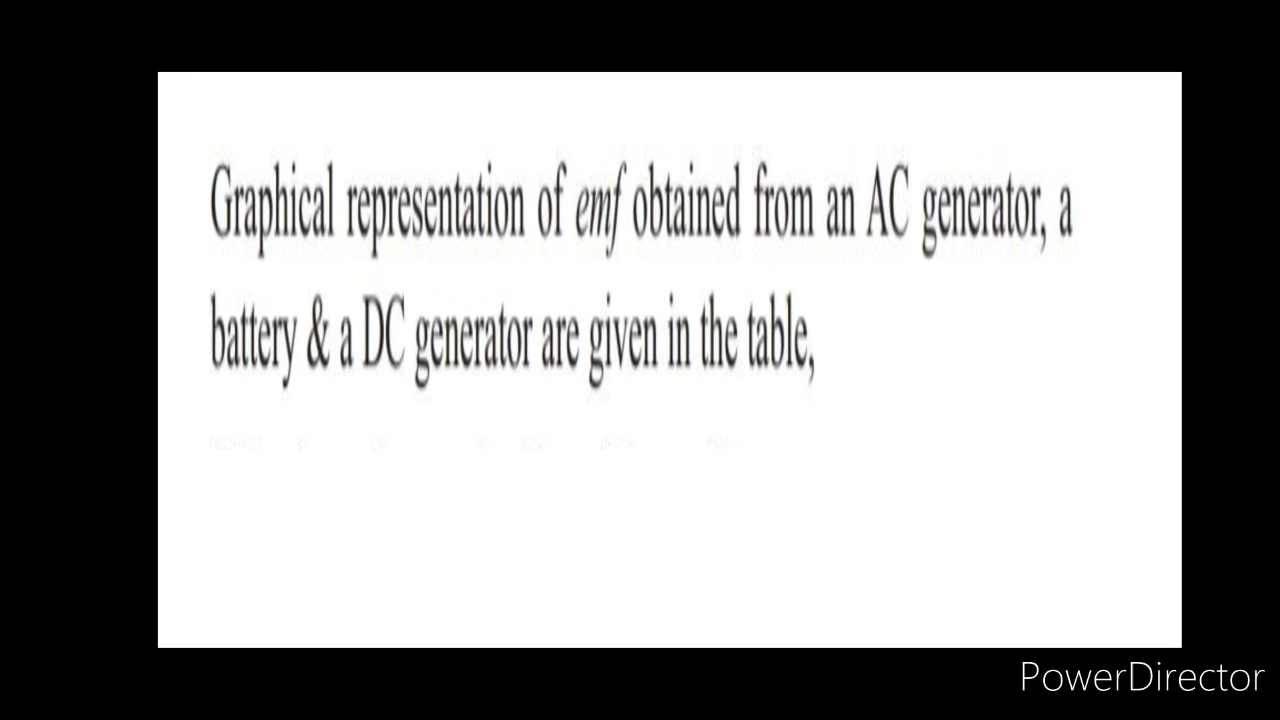 Graphical representation of emf obtained from an AC generator, a
battery & a DC generator are given in the table,
PowerDirector